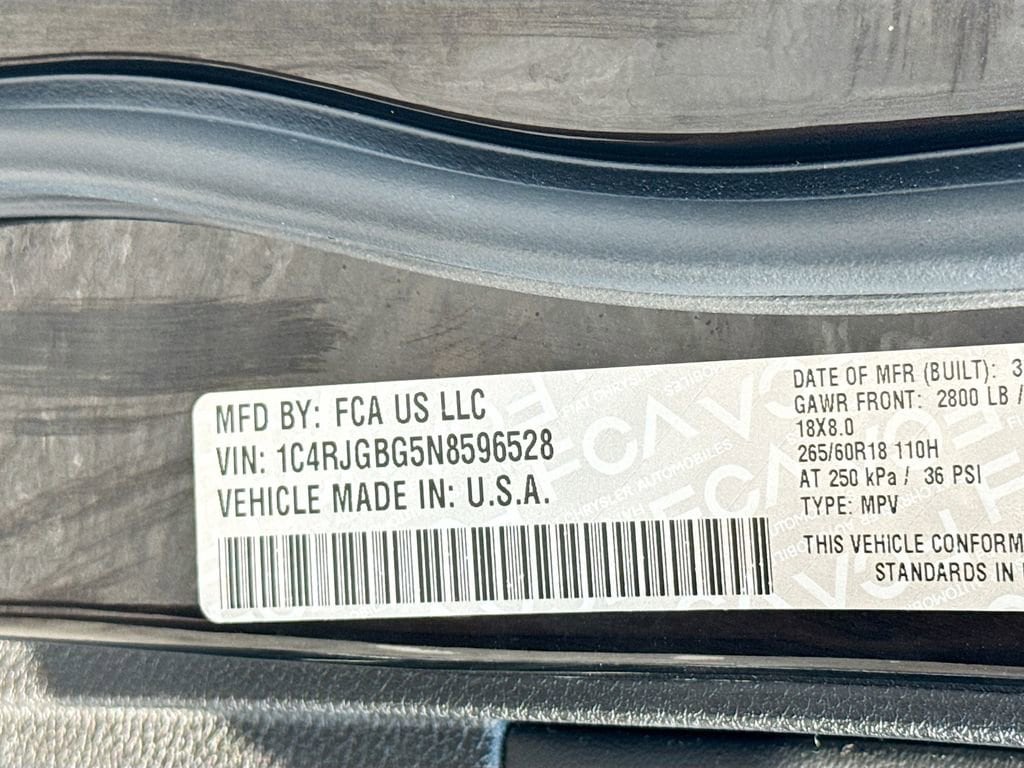 MFD BY: FCA US LLC
VIN: 1C4RJGBG5N8596528
VEHICLE MADE IN: U.S.A.
DATE OF MFR (BUILT): 3
GAWR FRONT: 2800 LB /
18X8.0
265/60R18 110H
AT 250 kPa / 36 PSI
TYPE: MPV
THIS VEHICLE CONFORM
STANDARDS IN